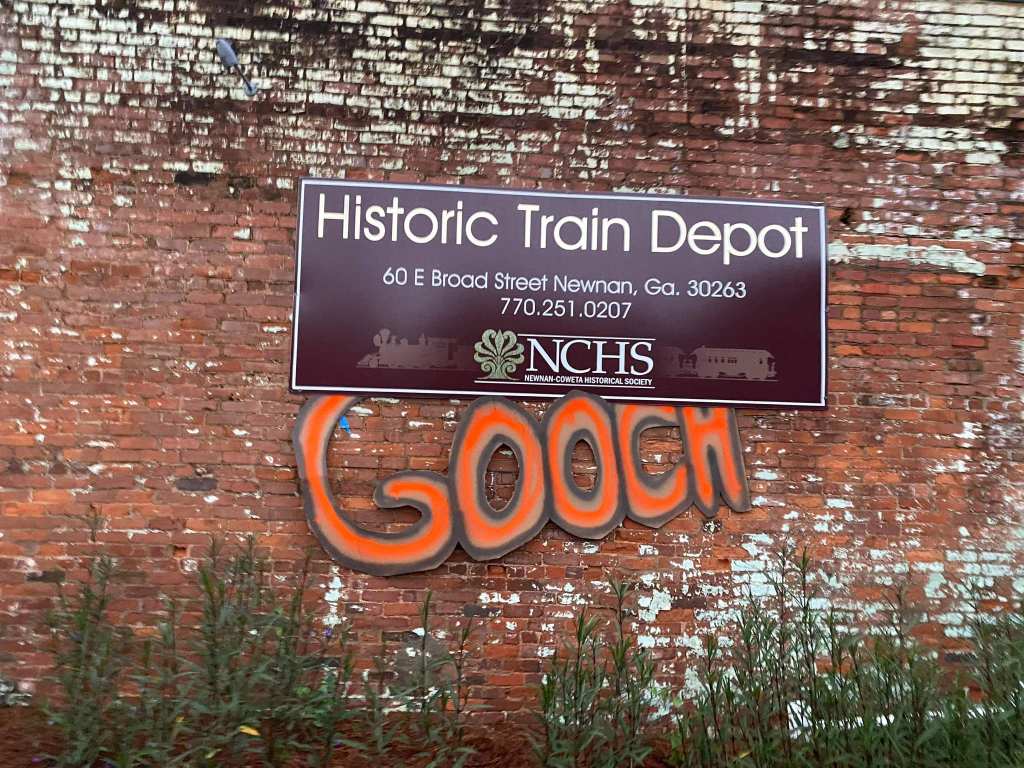 Historic Train Depot
60 E Broad Street Newnan, Ga. 30263
770.251.0207
NCHS
NEWNAN-COWETA HISTORICAL SOCIETY
GOOCH